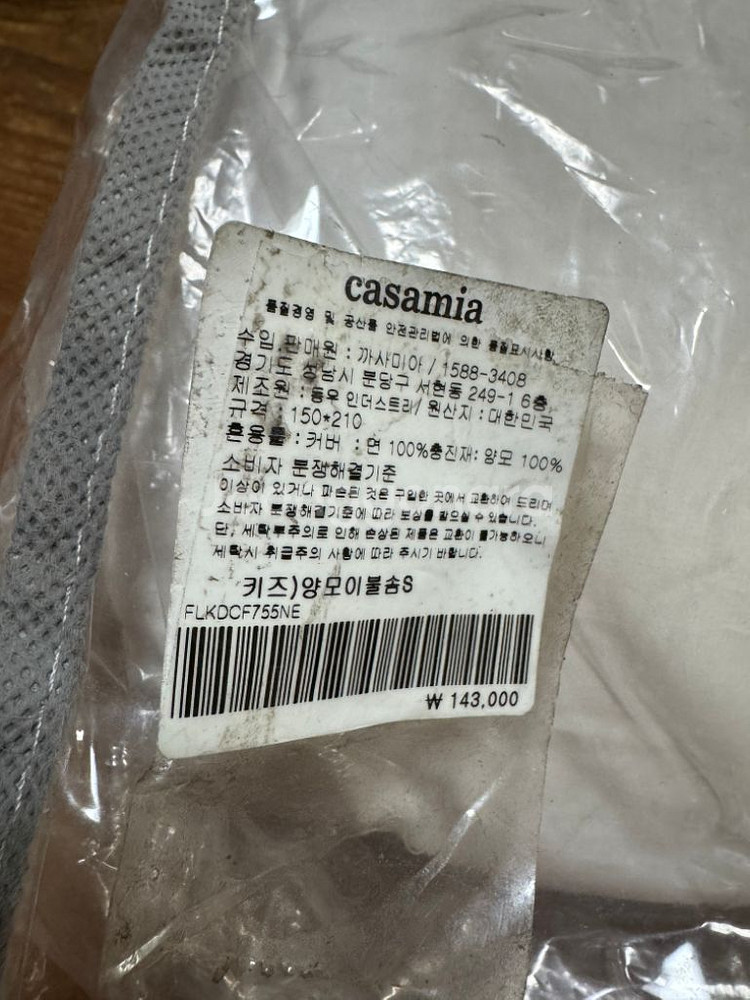 casamia
품질경영 및 공산품 안전관리법에 의한 품질표시사항
수입.판매원 : 까사미아 / 1588-3408
경기도 성남시 분당구 서현동 249-1 6층,
제조원 : 동우 인더스트리/ 원산지 : 대한민국
규격 : 150*210
혼용률 : 커버 : 면 100%충진재: 양모 100%
소비자 분쟁해결기준
이상이 있거나 파손된 것은 구입한 곳에서 교환하여 드리며
소비자 분쟁해결기준에 따라 보상을 받으실 수 있습니다.
단, 세탁부주의로 인해 손상된 제품은 교환이 불가능하오니
세탁시 취급주의 사항에 따라 주시기 바랍니다.
키즈)양모이불솜S
FLKDCF755NE
₩ 143,000